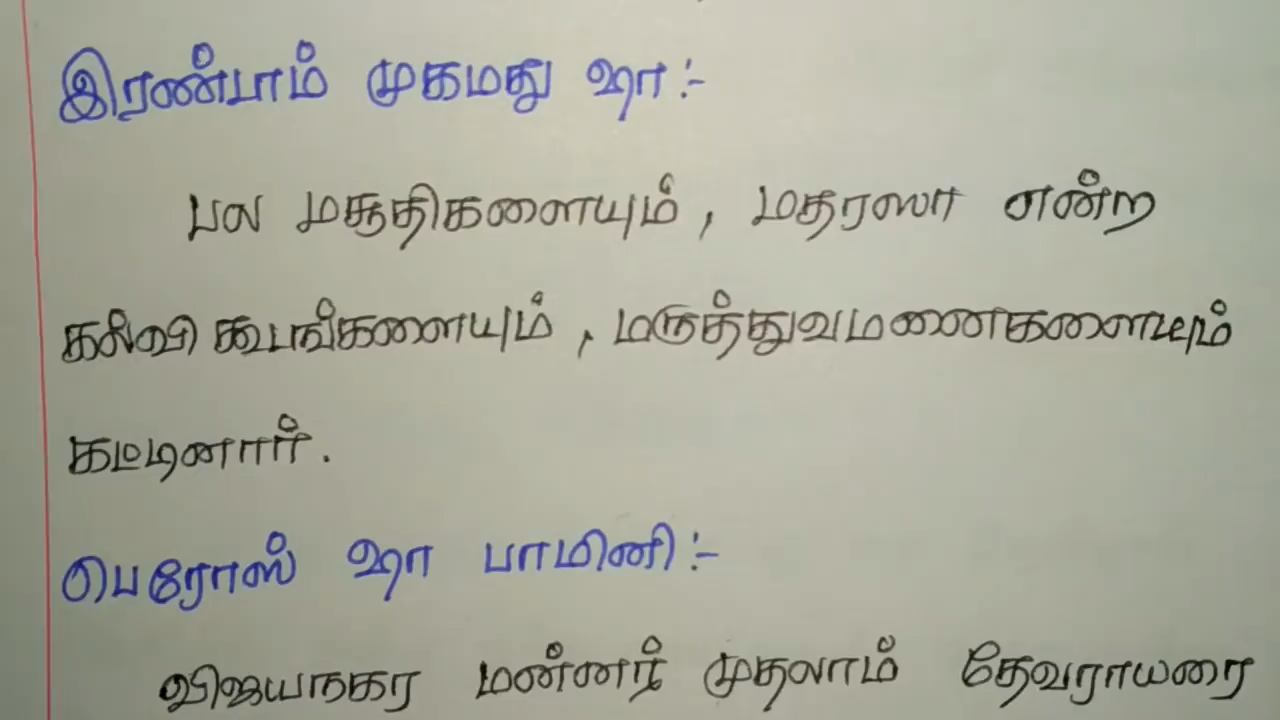 இரண்பாம் முகமது ஷா :-
பல மசூதிகளையும் , மதரஸா என்ற
கல்வி கூடங்களையும் , மருத்துவமணைகளையும்
கட்டினார் .
பெரோஸ் ஷா பாமினி :-
விஜயநகர மன்னர் முதலாம் தேவராயரை